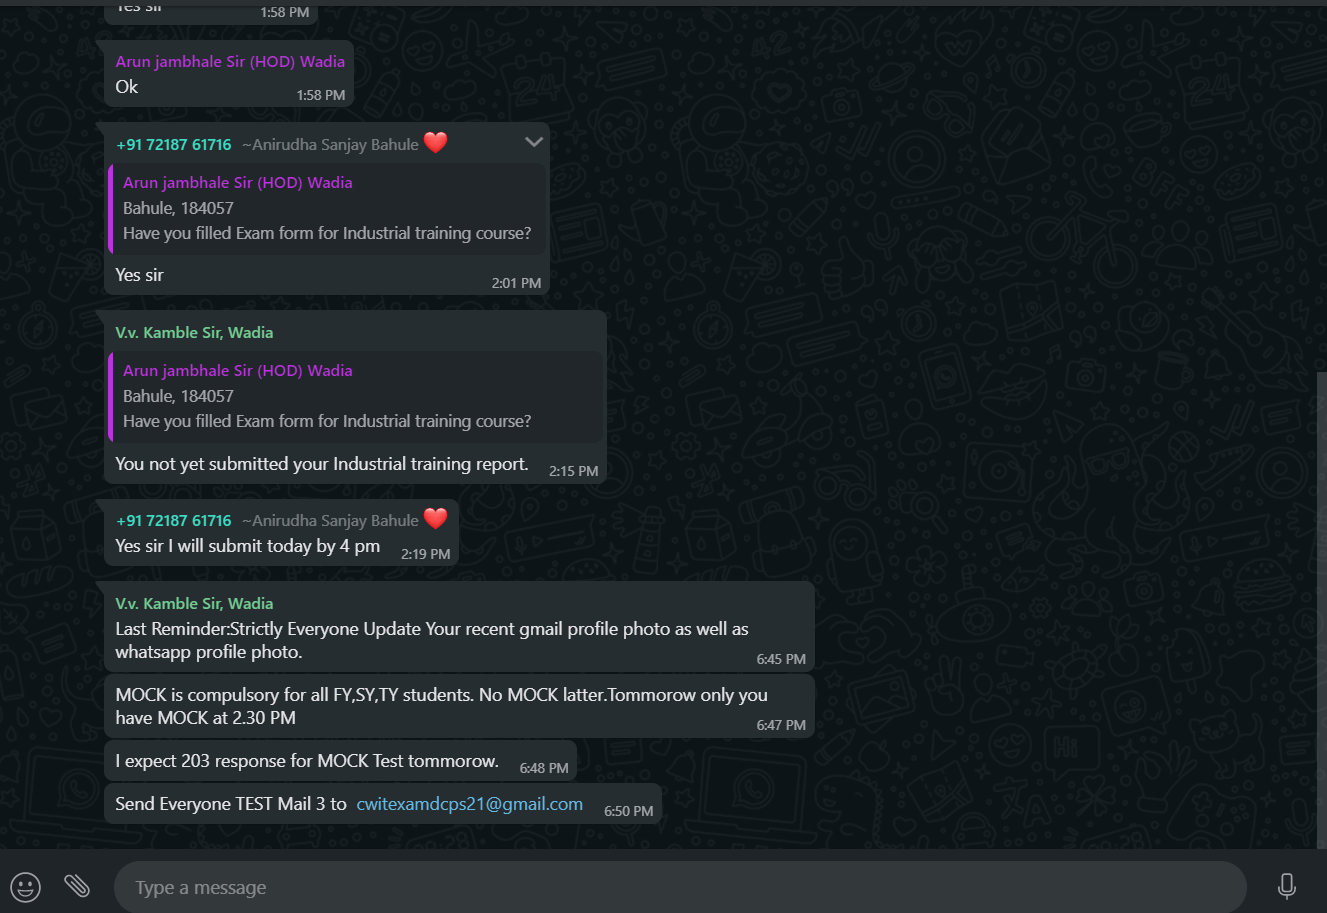 Yes sir
1:58 PM
Arun jambhale Sir (HOD) Wadia
Ok
1:58 PM
+91 72187 61716 ~Anirudha Sanjay Bahule ❤️
Arun jambhale Sir (HOD) Wadia
Bahule, 184057
Have you filled Exam form for Industrial training course?
Yes sir
2:01 PM
V.v. Kamble Sir, Wadia
Arun jambhale Sir (HOD) Wadia
Bahule, 184057
Have you filled Exam form for Industrial training course?
You not yet submitted your Industrial training report.
2:15 PM
+91 72187 61716 ~Anirudha Sanjay Bahule ❤️
Yes sir I will submit today by 4 pm
2:19 PM
V.v. Kamble Sir, Wadia
Last Reminder:Strictly Everyone Update Your recent gmail profile photo as well as
whatsapp profile photo.
6:45 PM
MOCK is compulsory for all FY,SY,TY students. No MOCK latter.Tommorow only you
have MOCK at 2.30 PM
6:47 PM
I expect 203 response for MOCK Test tommorow.
6:48 PM
Send Everyone TEST Mail 3 to cwitexamdcps21@gmail.com
6:50 PM
Type a message